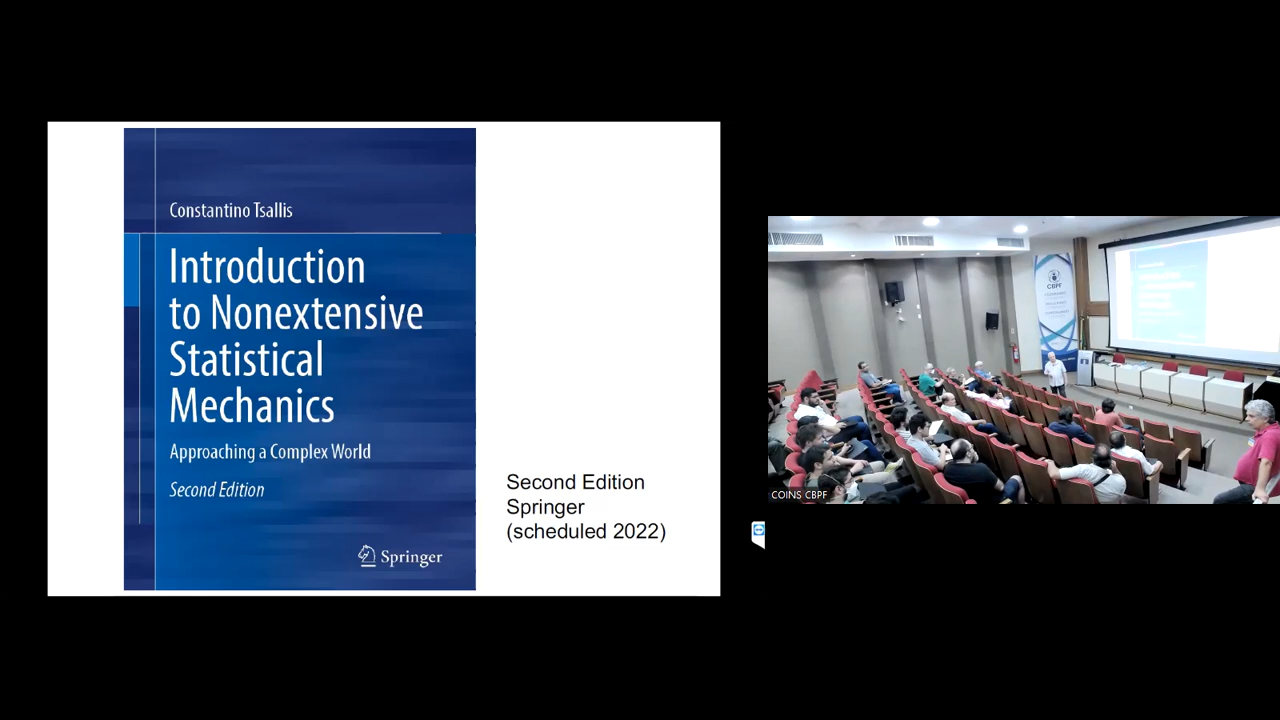 Constantino Tsallis
Introduction
to Nonextensive
Statistical
Mechanics
Approaching a Complex World
Second Edition
Springer
Second Edition
Springer
(scheduled 2022)
CBPF
COINS CBPF